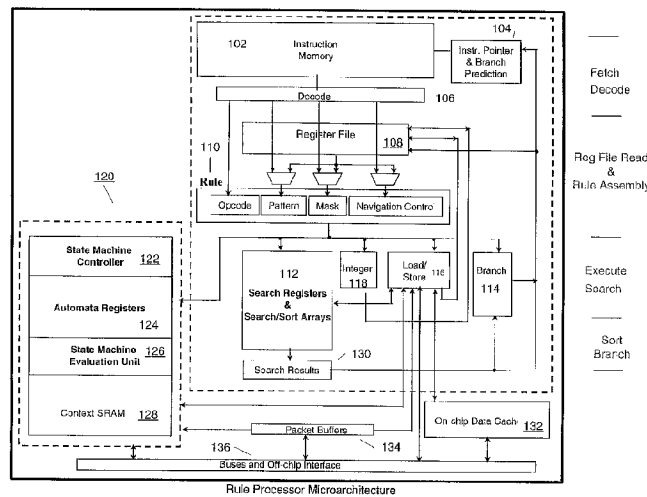 102
Instruction
Memory
104
Instr. Pointer
& Branch
Prediction
Decode
106
Register File
108
110
Rule
Opcode
Pattern
Mask
Navigation Control
120
State Machine
Controller
122
Automata Registers
124
State Machine
Evaluation Unit
126
Context SRAM
128
112
Search Registers
&
Search/Sort Arrays
Integer
118
Load/
Store
116
Branch
114
Search Results
130
Packet Buffers
134
On-chip Data Cache
132
136
Buses and Off-chip Interface
Fetch
Decode
Reg File Read
&
Rule Assembly
Execute
Search
Sort
Branch
Rule Processor Microarchitecture